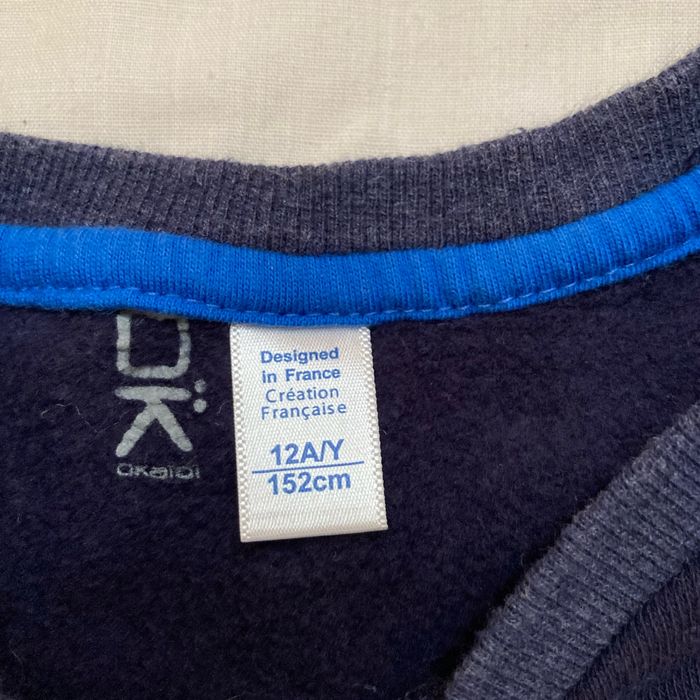 OK
OKaïDI
Designed
in France
Création
Française
12A/Y
152cm